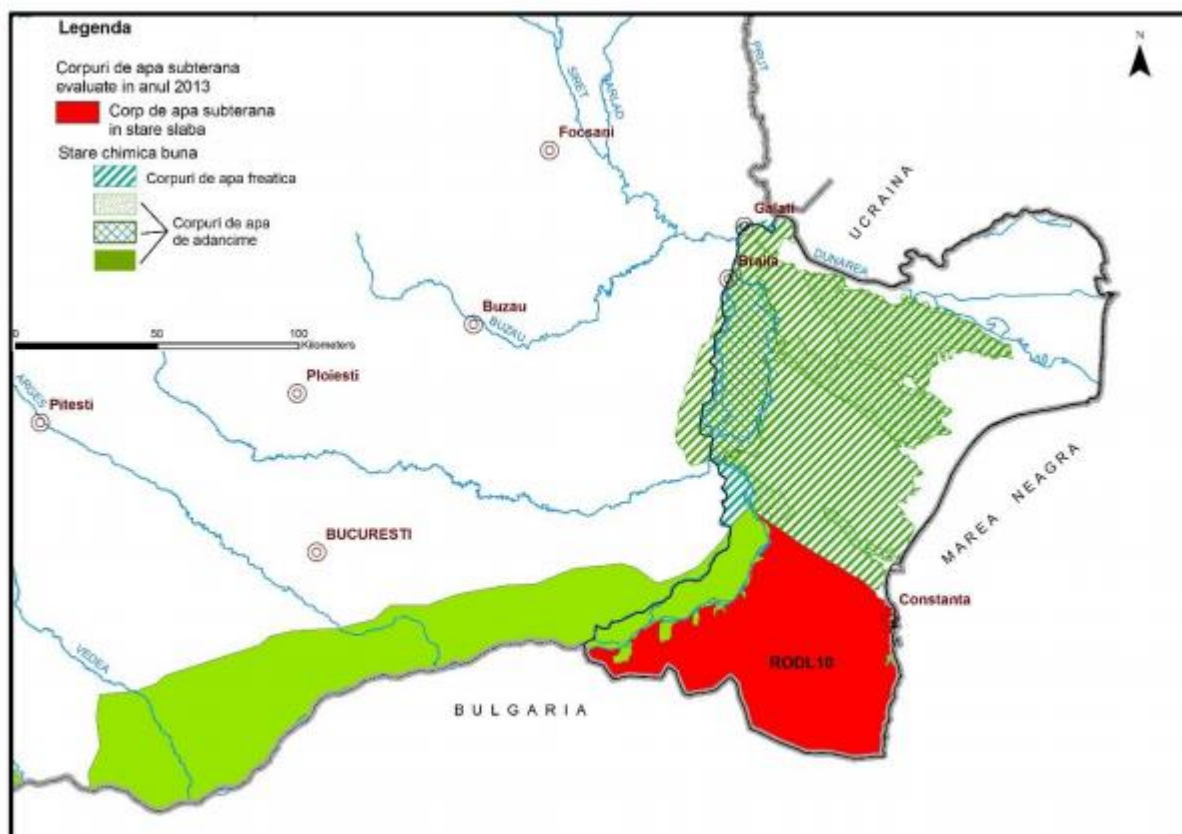 Legenda
Corpuri de apa subterana
evaluate in anul 2013
Corp de apa subterana
in stare slaba
Stare chimica buna
Corpuri de apa freatica
Corpuri de apa
de adancime
N
PRUT
SIRET
BARLAD
Focsani
UCRAINA
Galati
DUNAREA
Braila
Buzau
BUZAU
0 50 100
Kilometers
Ploiesti
ARGES
Pitesti
MAREA NEAGRA
BUCURESTI
Constanta
VEDEA
RODL10
BULGARIA